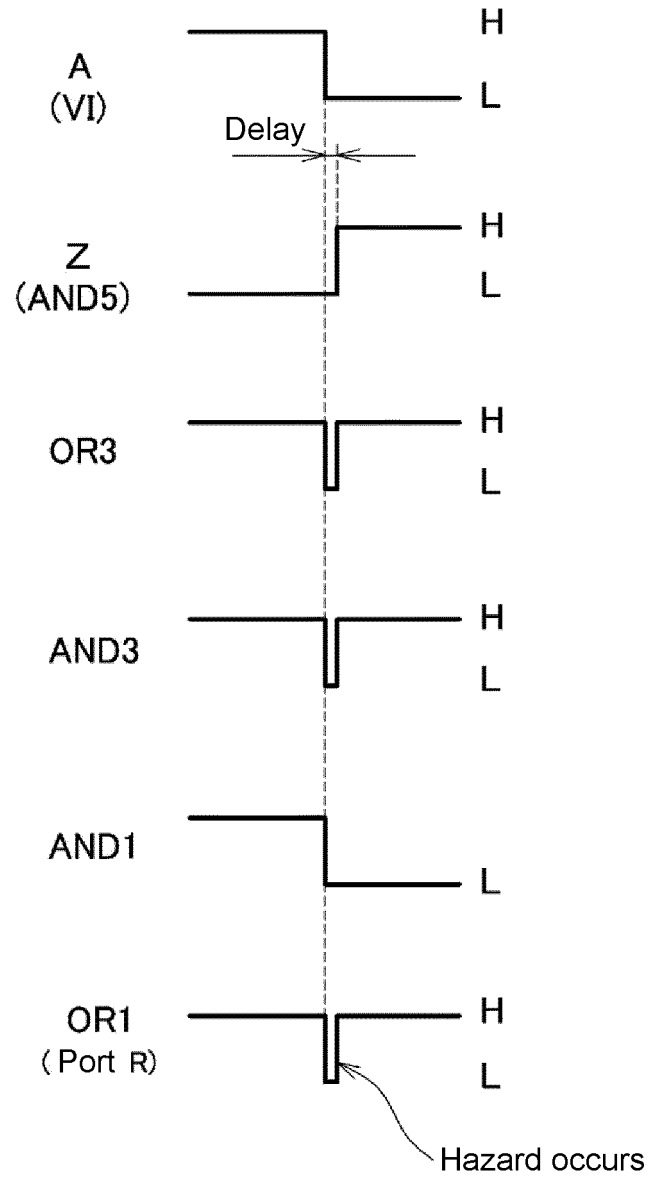 H
A
(VI)
L
Delay
H
Z
(AND5)
L
H
OR3
L
H
AND3
L
AND1
L
OR1
H
(Port R)
L
Hazard occurs